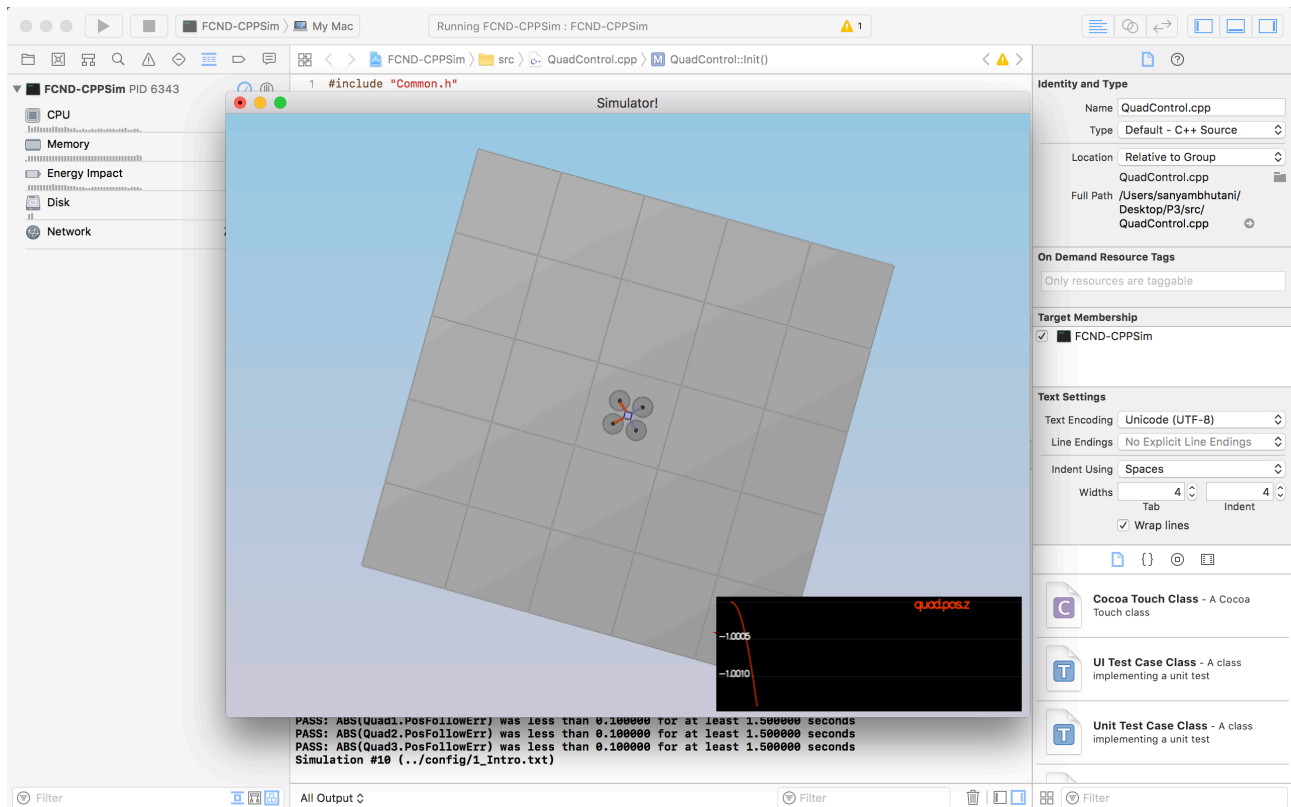 FCND-CPPSim 〉 My Mac
Running FCND-CPPSim : FCND-CPPSim
1
FCND-CPPSim 〉 src 〉 QuadControl.cpp 〉 M QuadControl::Init()
FCND-CPPSim PID 6343
CPU
Memory
Energy Impact
Disk
Network
1 #include "Common.h"
Simulator!
quad.pos.z
-1.0005
-1.0010
PASS: ABS(Quad1.PosFollowErr) was less than 0.100000 for at least 1.500000 seconds
PASS: ABS(Quad2.PosFollowErr) was less than 0.100000 for at least 1.500000 seconds
PASS: ABS(Quad3.PosFollowErr) was less than 0.100000 for at least 1.500000 seconds
Simulation #10 (../config/1_Intro.txt)
Filter
All Output
Filter
Identity and Type
Name QuadControl.cpp
Type Default - C++ Source
Location Relative to Group
QuadControl.cpp
Full Path /Users/sanyambhutani/
Desktop/P3/src/
QuadControl.cpp
On Demand Resource Tags
Only resources are taggable
Target Membership
FCND-CPPSim
Text Settings
Text Encoding Unicode (UTF-8)
Line Endings No Explicit Line Endings
Indent Using Spaces
Widths 4 4
Tab Indent
Wrap lines
{}
C
Cocoa Touch Class - A Cocoa
Touch class
T
UI Test Case Class - A class
implementing a unit test
T
Unit Test Case Class - A class
implementing a unit test
Filter